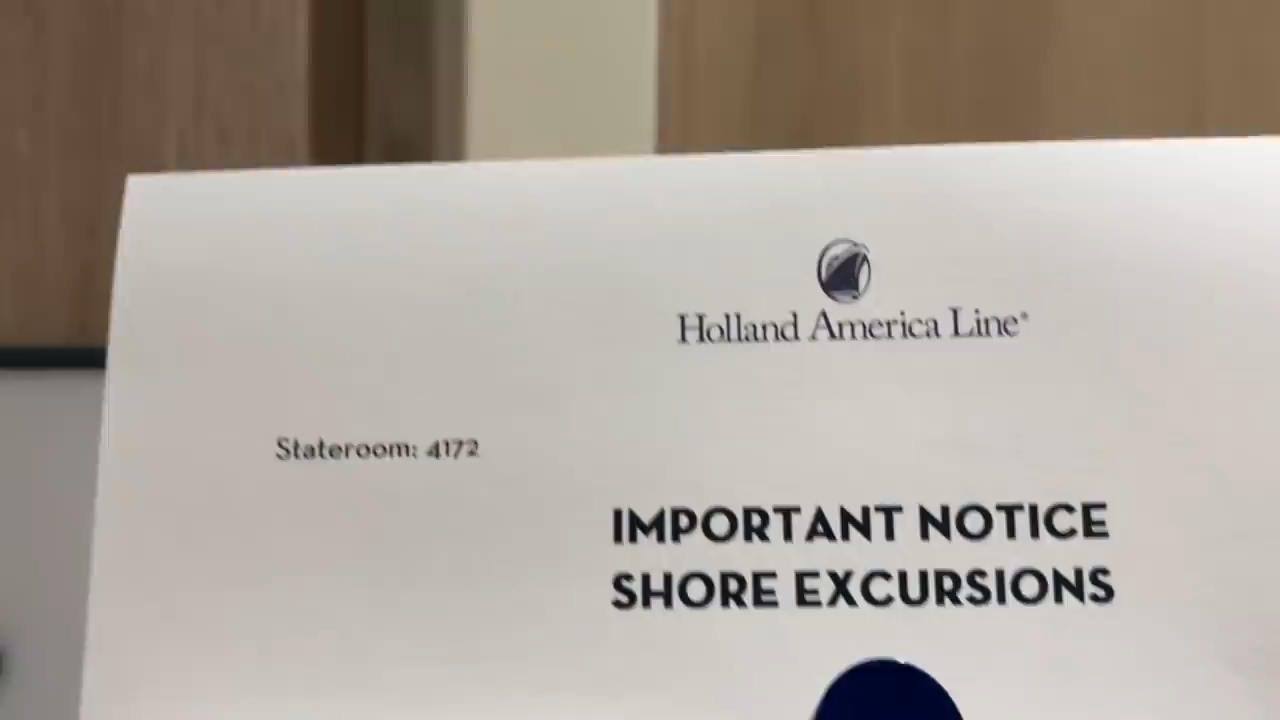 Holland America Line®
Stateroom: 4172
IMPORTANT NOTICE
SHORE EXCURSIONS